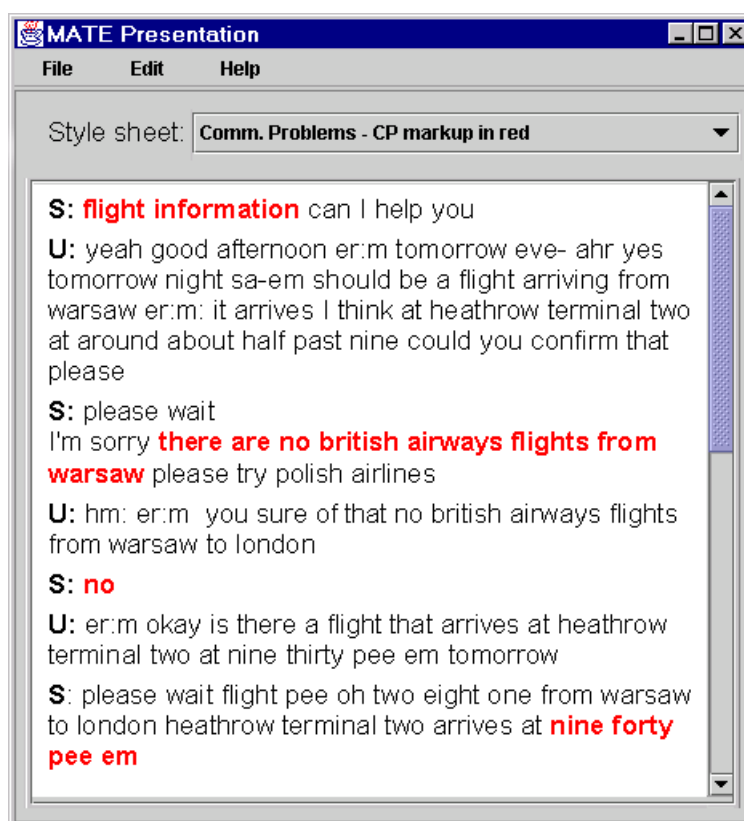 MATE Presentation
File Edit Help
Style sheet: Comm. Problems - CP markup in red
S: flight information can I help you
U: yeah good afternoon er:m tomorrow eve- ahr yes
tomorrow night sa-em should be a flight arriving from
warsaw er:m: it arrives I think at heathrow terminal two
at around about half past nine could you confirm that
please
S: please wait
I'm sorry there are no british airways flights from
warsaw please try polish airlines
U: hm: er:m you sure of that no british airways flights
from warsaw to london
S: no
U: er:m okay is there a flight that arrives at heathrow
terminal two at nine thirty pee em tomorrow
S: please wait flight pee oh two eight one from warsaw
to london heathrow terminal two arrives at nine forty
pee em